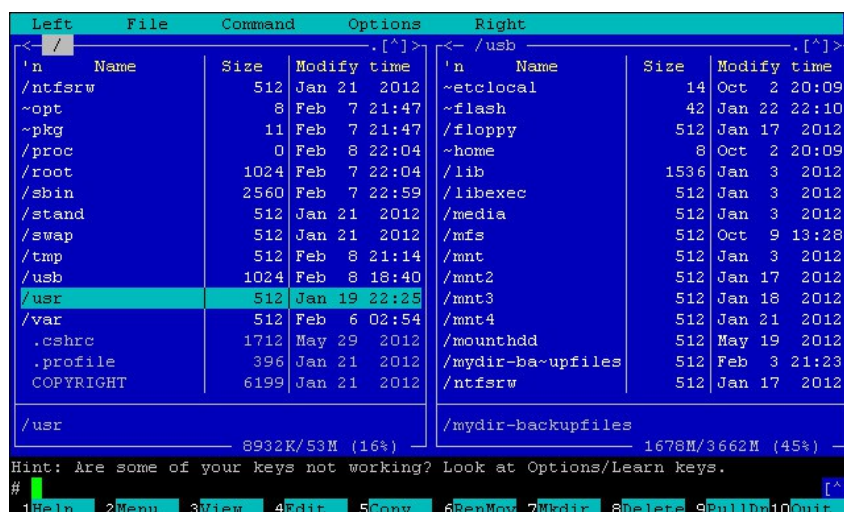 Left File Command Options Right
<- / .[^]> <- /usb .[^]>
'n Name Size Modify time 'n Name Size Modify time
/ntfsrw 512 Jan 21 2012 ~etclocal 14 Oct 2 20:09
~opt 8 Feb 7 21:47 ~flash 42 Jan 22 22:10
~pkg 11 Feb 7 21:47 /floppy 512 Jan 17 2012
/proc 0 Feb 8 22:04 ~home 8 Oct 2 20:09
/root 1024 Feb 7 22:04 /lib 1536 Jan 3 2012
/sbin 2560 Feb 7 22:59 /libexec 512 Jan 3 2012
/stand 512 Jan 21 2012 /media 512 Jan 3 2012
/swap 512 Jan 21 2012 /mfs 512 Oct 9 13:28
/tmp 512 Feb 8 21:14 /mnt 512 Jan 3 2012
/usb 1024 Feb 8 18:40 /mnt2 512 Jan 17 2012
/usr 512 Jan 19 22:25 /mnt3 512 Jan 18 2012
/var 512 Feb 6 02:54 /mnt4 512 Jan 21 2012
.cshrc 1712 May 29 2012 /mounthdd 512 May 19 2012
.profile 396 Jan 21 2012 /mydir-ba~upfiles 512 Feb 3 21:23
COPYRIGHT 6199 Jan 21 2012 /ntfsrw 512 Jan 17 2012
/usr /mydir-backupfiles
8932K/53M (16%) 1678M/3662M (45%)
Hint: Are some of your keys not working? Look at Options/Learn keys.
# [^
1Help 2Menu 3View 4Edit 5Copy 6RenMov 7Mkdir 8Delete 9PullDn 10Quit